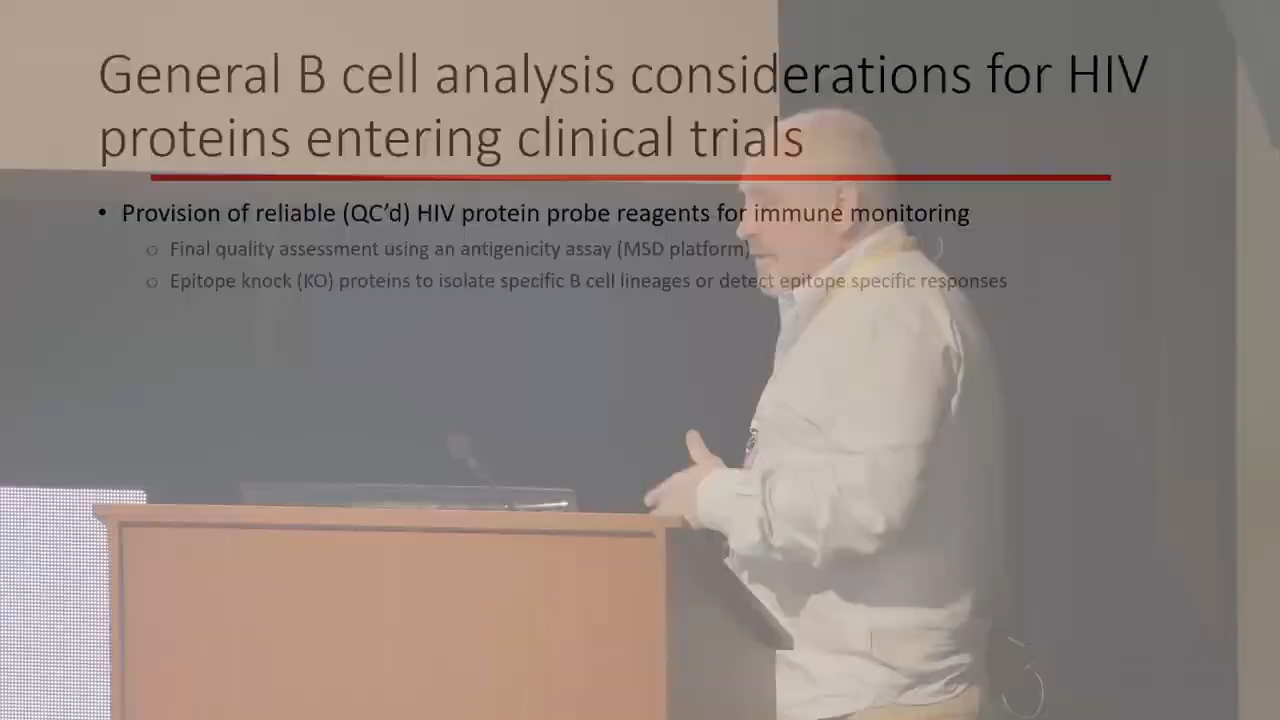 General B cell analysis considerations for HIV
proteins entering clinical trials
• Provision of reliable (QC’d) HIV protein probe reagents for immune monitoring
○ Final quality assessment using an antigenicity assay (MSD platform)
○ Epitope knock (KO) proteins to isolate specific B cell lineages or detect epitope specific responses